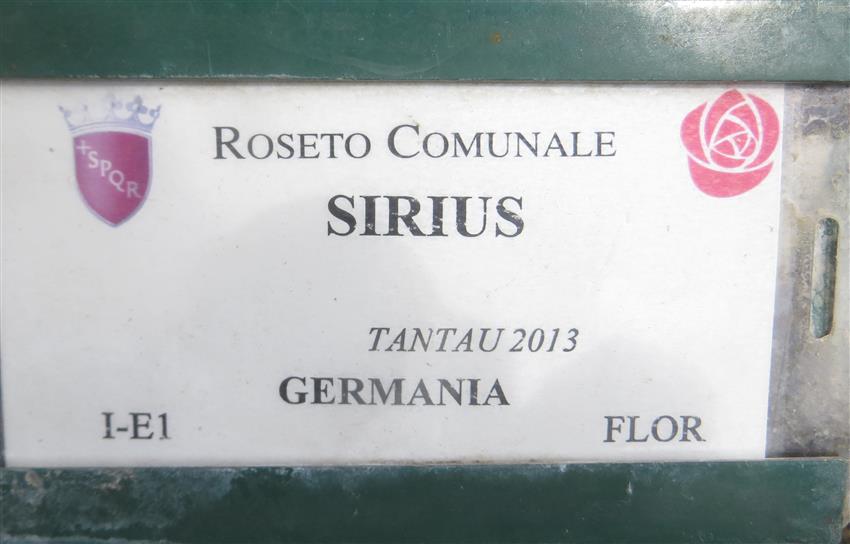 ROSETO COMUNALE
SPQR
SIRIUS
TANTAU 2013
GERMANIA
I-E1
FLOR